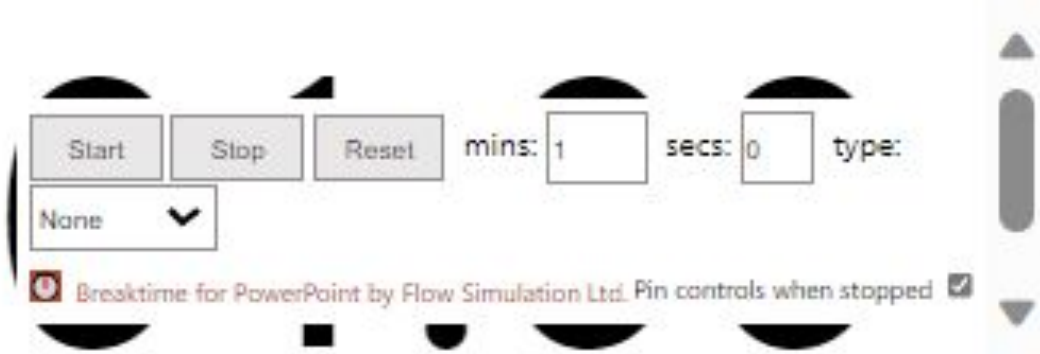 Start Stop Reset mins: 1 secs: 0 type:
None
Breaktime for PowerPoint by Flow Simulation Ltd. Pin controls when stopped